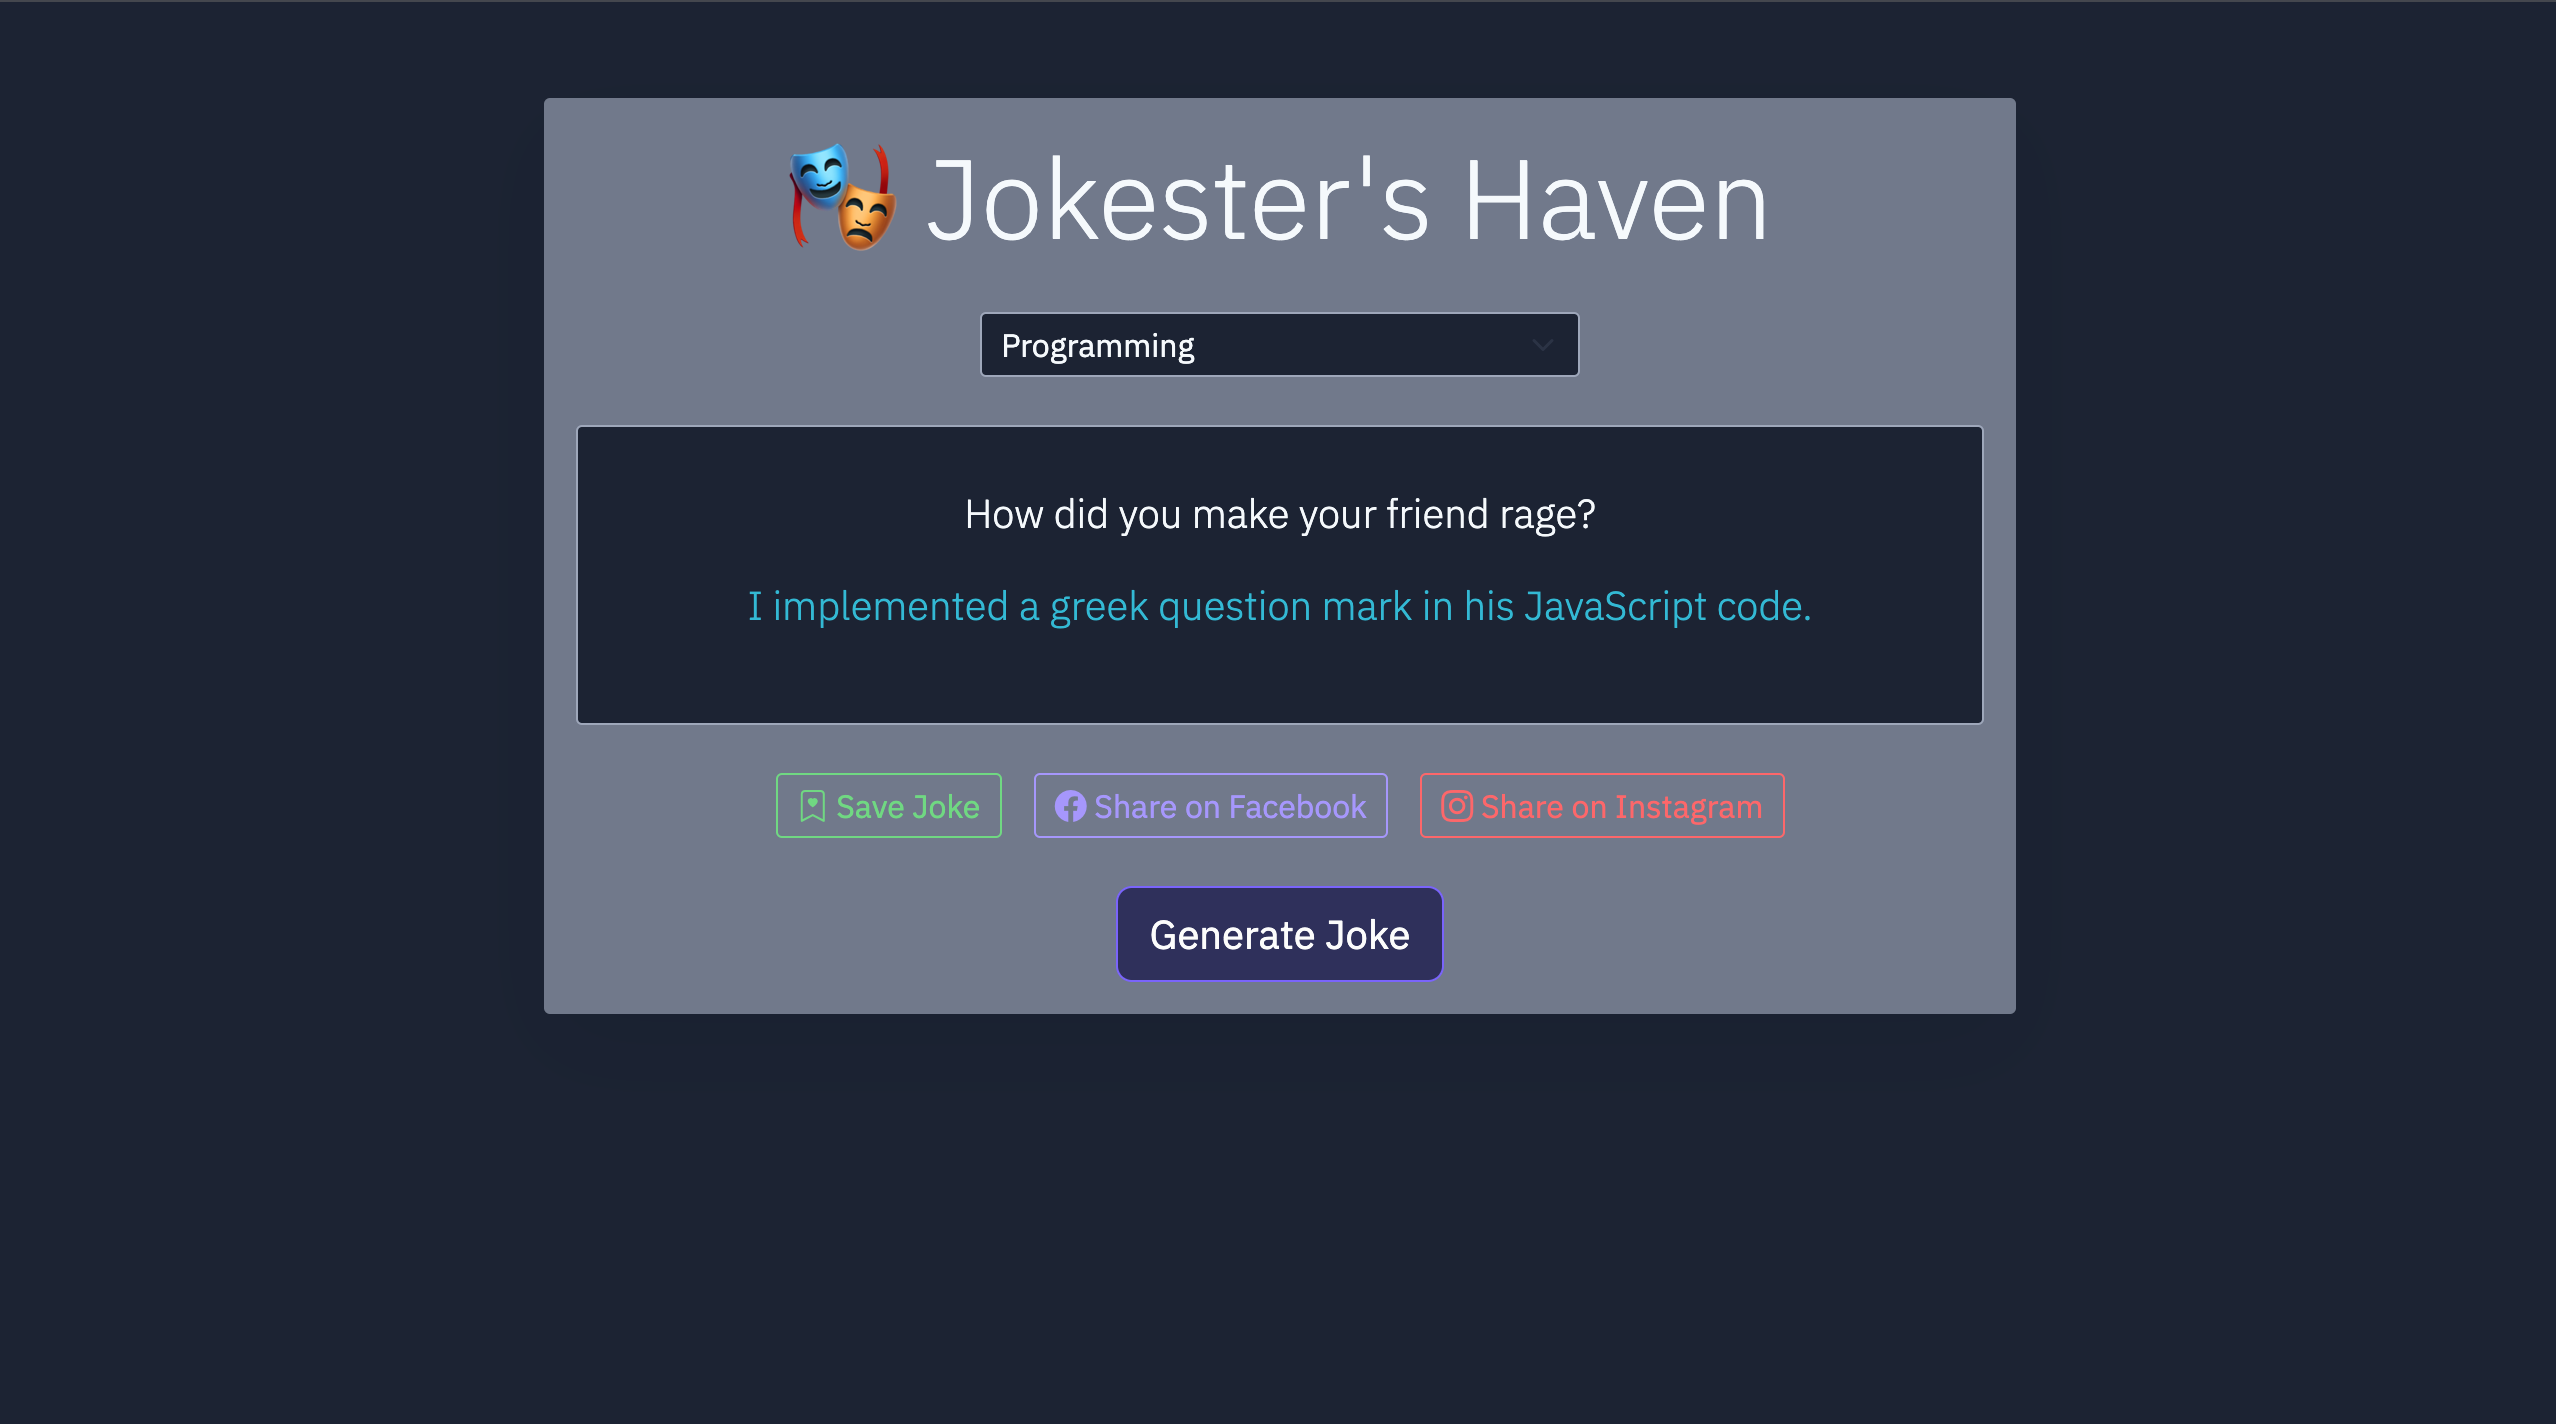 Jokester's Haven
Programming
How did you make your friend rage?
I implemented a greek question mark in his JavaScript code.
Save Joke
Share on Facebook
Share on Instagram
Generate Joke